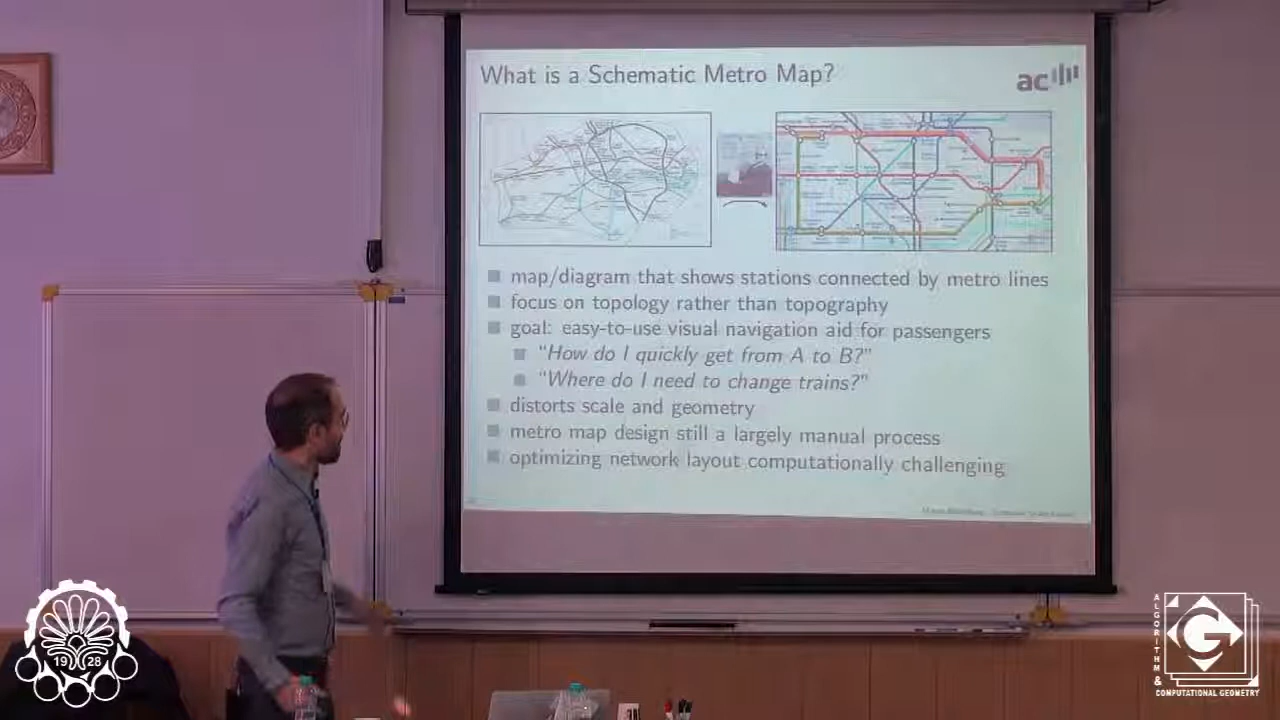 What is a Schematic Metro Map?
ac
map/diagram that shows stations connected by metro lines
focus on topology rather than topography
goal: easy-to-use visual navigation aid for passengers
"How do I quickly get from A to B?"
"Where do I need to change trains?"
distorts scale and geometry
metro map design still a largely manual process
optimizing network layout computationally challenging
19 28
ALGORITHM &
G
COMPUTATIONAL GEOMETRY